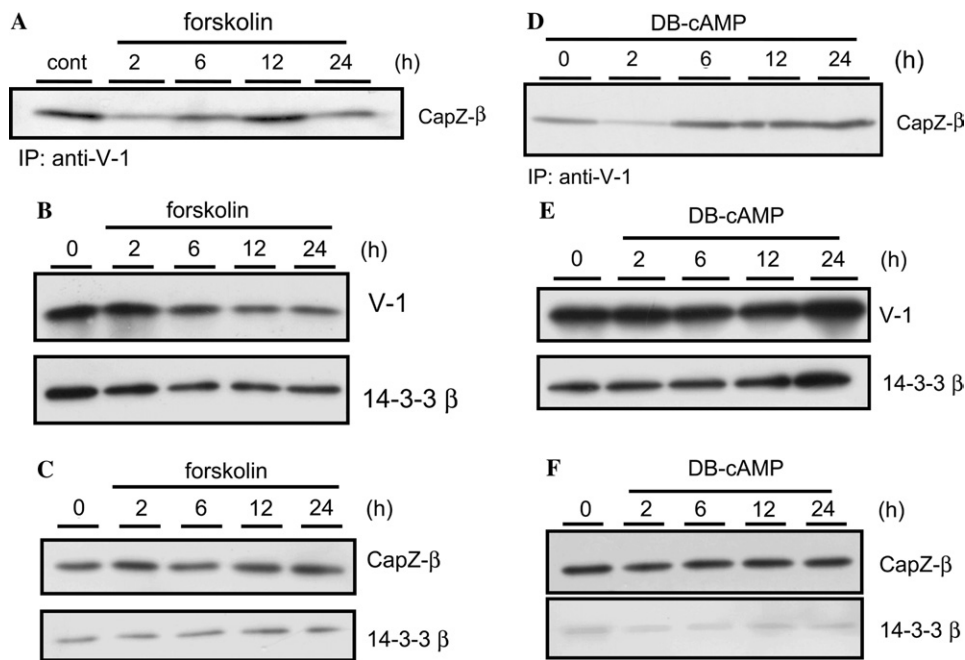 A
forskolin
cont 2 6 12 24 (h)
CapZ-β
IP: anti-V-1
B
forskolin
0 2 6 12 24 (h)
V-1
14-3-3 β
C
forskolin
0 2 6 12 24 (h)
CapZ-β
14-3-3 β
D
DB-cAMP
0 2 6 12 24 (h)
CapZ-β
IP: anti-V-1
E
DB-cAMP
0 2 6 12 24 (h)
V-1
14-3-3 β
F
DB-cAMP
0 2 6 12 24 (h)
CapZ-β
14-3-3 β